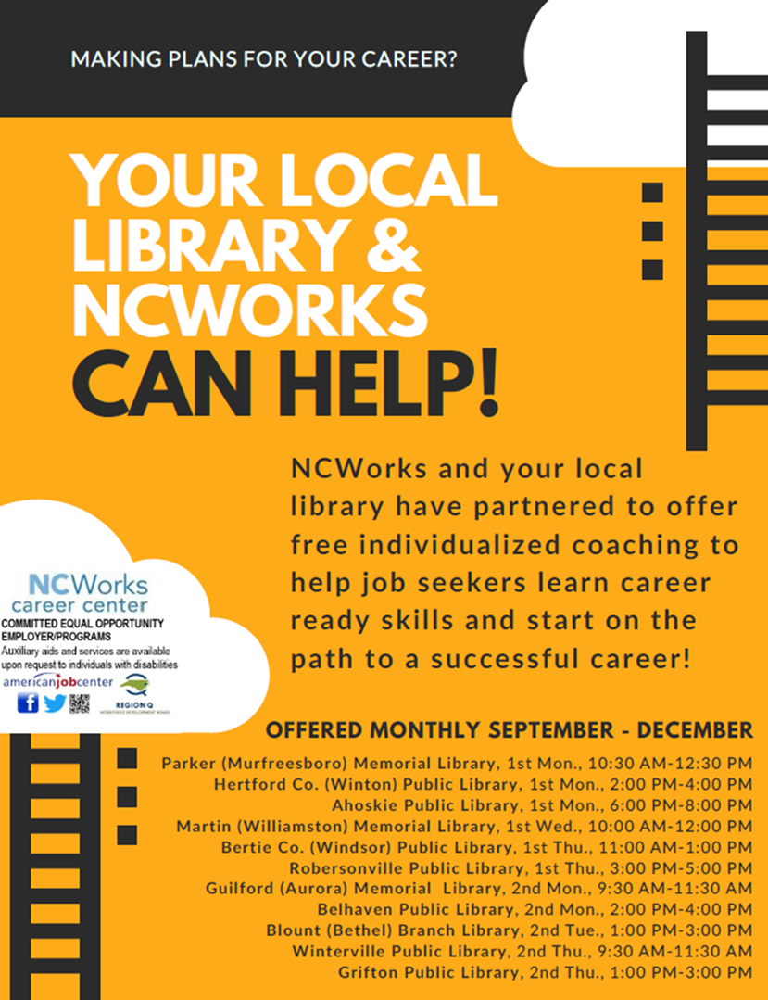 MAKING PLANS FOR YOUR CAREER?
YOUR LOCAL
LIBRARY &
NCWORKS
CAN HELP!
NCWorks and your local
library have partnered to offer
free individualized coaching to
help job seekers learn career
ready skills and start on the
path to a successful career!
NCWorks
career center
COMMITTED EQUAL OPPORTUNITY
EMPLOYER/PROGRAMS
Auxiliary aids and services are available
upon request to individuals with disabilities
americanjobcenter
REGION Q
WORKFORCE DEVELOPMENT BOARD
OFFERED MONTHLY SEPTEMBER - DECEMBER
Parker (Murfreesboro) Memorial Library, 1st Mon., 10:30 AM-12:30 PM
Hertford Co. (Winton) Public Library, 1st Mon., 2:00 PM-4:00 PM
Ahoskie Public Library, 1st Mon., 6:00 PM-8:00 PM
Martin (Williamston) Memorial Library, 1st Wed., 10:00 AM-12:00 PM
Bertie Co. (Windsor) Public Library, 1st Thu., 11:00 AM-1:00 PM
Robersonville Public Library, 1st Thu., 3:00 PM-5:00 PM
Guilford (Aurora) Memorial Library, 2nd Mon., 9:30 AM-11:30 AM
Belhaven Public Library, 2nd Mon., 2:00 PM-4:00 PM
Blount (Bethel) Branch Library, 2nd Tue., 1:00 PM-3:00 PM
Winterville Public Library, 2nd Thu., 9:30 AM-11:30 AM
Grifton Public Library, 2nd Thu., 1:00 PM-3:00 PM